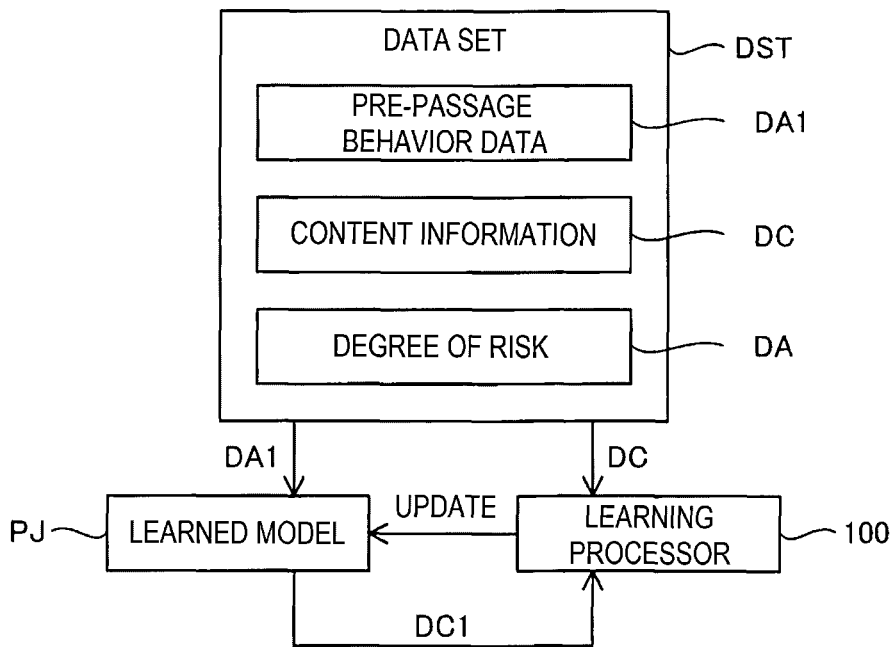 DATA SET
DST
PRE-PASSAGE
BEHAVIOR DATA
DA1
CONTENT INFORMATION
DC
DEGREE OF RISK
DA
DA1
DC
PJ
LEARNED MODEL
UPDATE
LEARNING
PROCESSOR
100
DC1